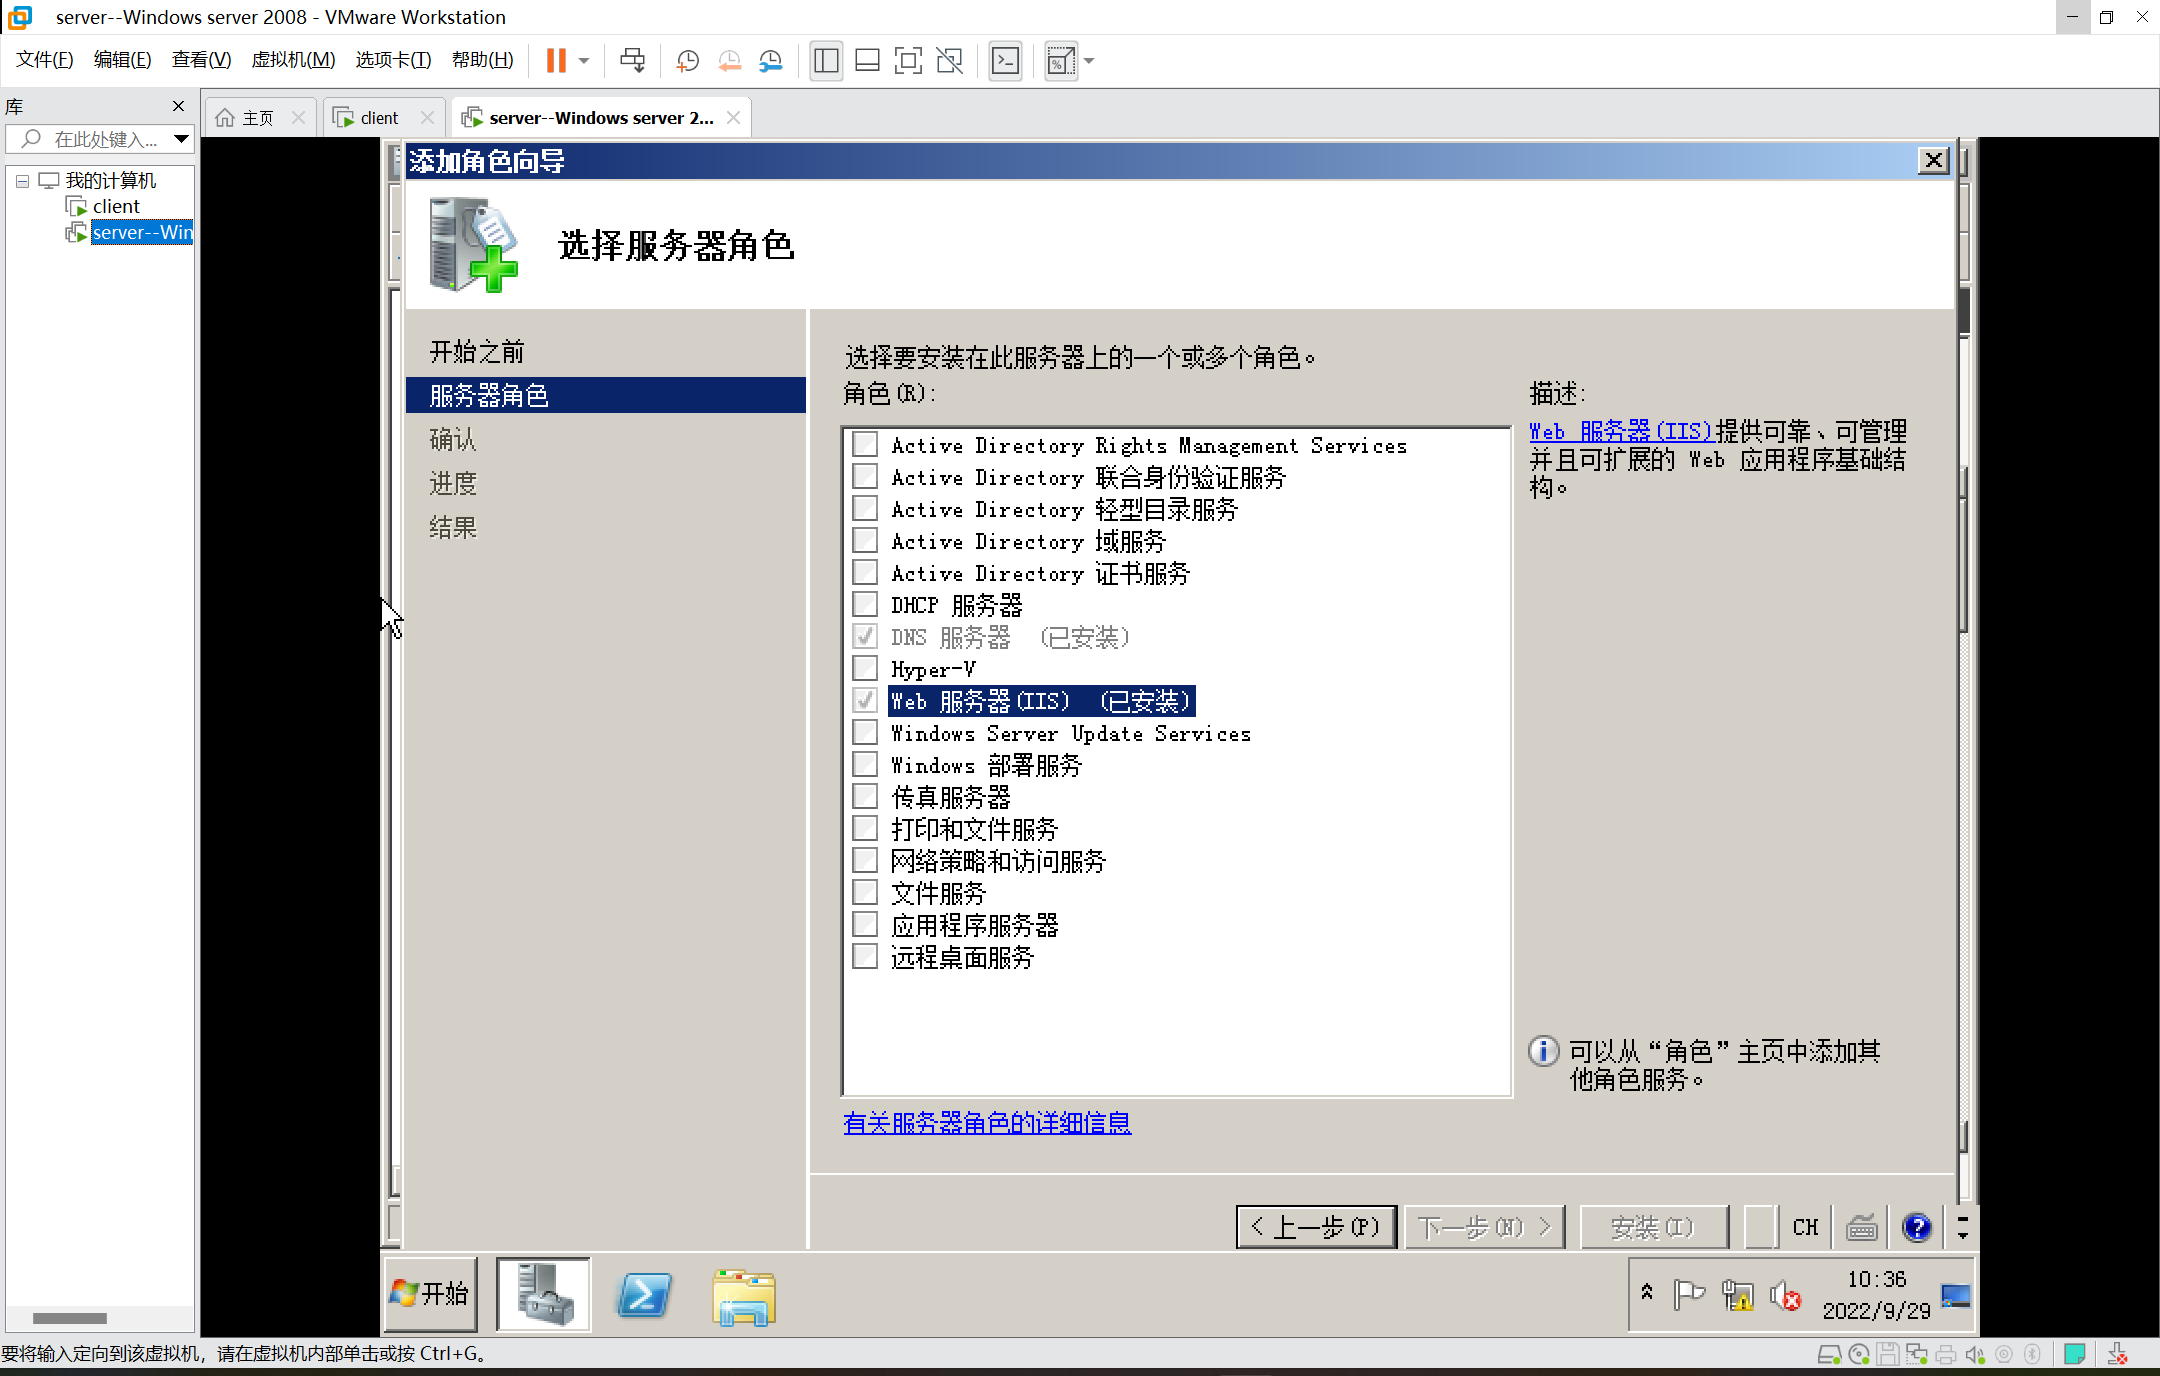 server--Windows server 2008 - VMware Workstation
文件(F) 编辑(E) 查看(V) 虚拟机(M) 选项卡(T) 帮助(H)
库
在此处键入...
主页
client
server--Windows server 2...
我的计算机
client
server--Win
添加角色向导
选择服务器角色
开始之前
服务器角色
确认
进度
结果
选择要安装在此服务器上的一个或多个角色。
角色(R):
Active Directory Rights Management Services
Active Directory 联合身份验证服务
Active Directory 轻型目录服务
Active Directory 域服务
Active Directory 证书服务
DHCP 服务器
DNS 服务器 (已安装)
Hyper-V
Web 服务器(IIS) (已安装)
Windows Server Update Services
Windows 部署服务
传真服务器
打印和文件服务
网络策略和访问服务
文件服务
应用程序服务器
远程桌面服务
有关服务器角色的详细信息
描述:
Web 服务器(IIS)提供可靠、可管理
并且可扩展的 Web 应用程序基础结
构。
可以从“角色”主页中添加其
他角色服务。
< 上一步(P)
下一步(N) >
安装(I)
CH
开始
10:36
2022/9/29
要将输入定向到该虚拟机，请在虚拟机内部单击或按 Ctrl+G。